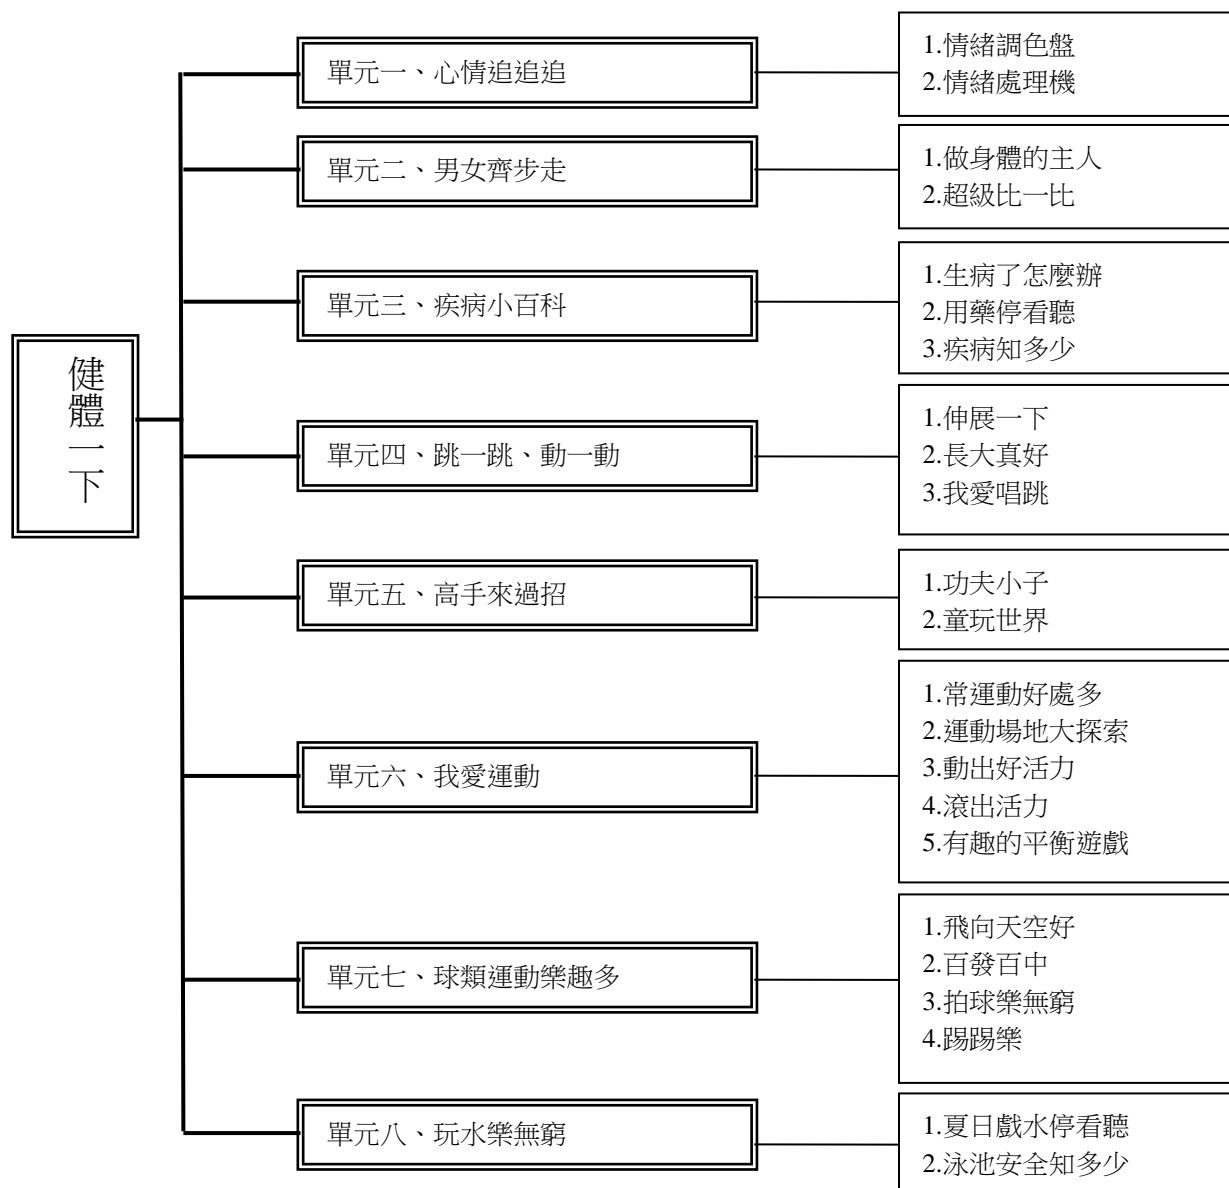 健體一下
單元一、心情追追追
1.情緒調色盤
2.情緒處理機
單元二、男女齊步走
1.做身體的主人
2.超級比一比
單元三、疾病小百科
1.生病了怎麼辦
2.用藥停看聽
3.疾病知多少
單元四、跳一跳、動一動
1.伸展一下
2.長大真好
3.我愛唱跳
單元五、高手來過招
1.功夫小子
2.童玩世界
單元六、我愛運動
1.常運動好處多
2.運動場地大探索
3.動出好活力
4.滾出活力
5.有趣的平衡遊戲
單元七、球類運動樂趣多
1.飛向天空好
2.百發百中
3.拍球樂無窮
4.踢踢樂
單元八、玩水樂無窮
1.夏日戲水停看聽
2.泳池安全知多少